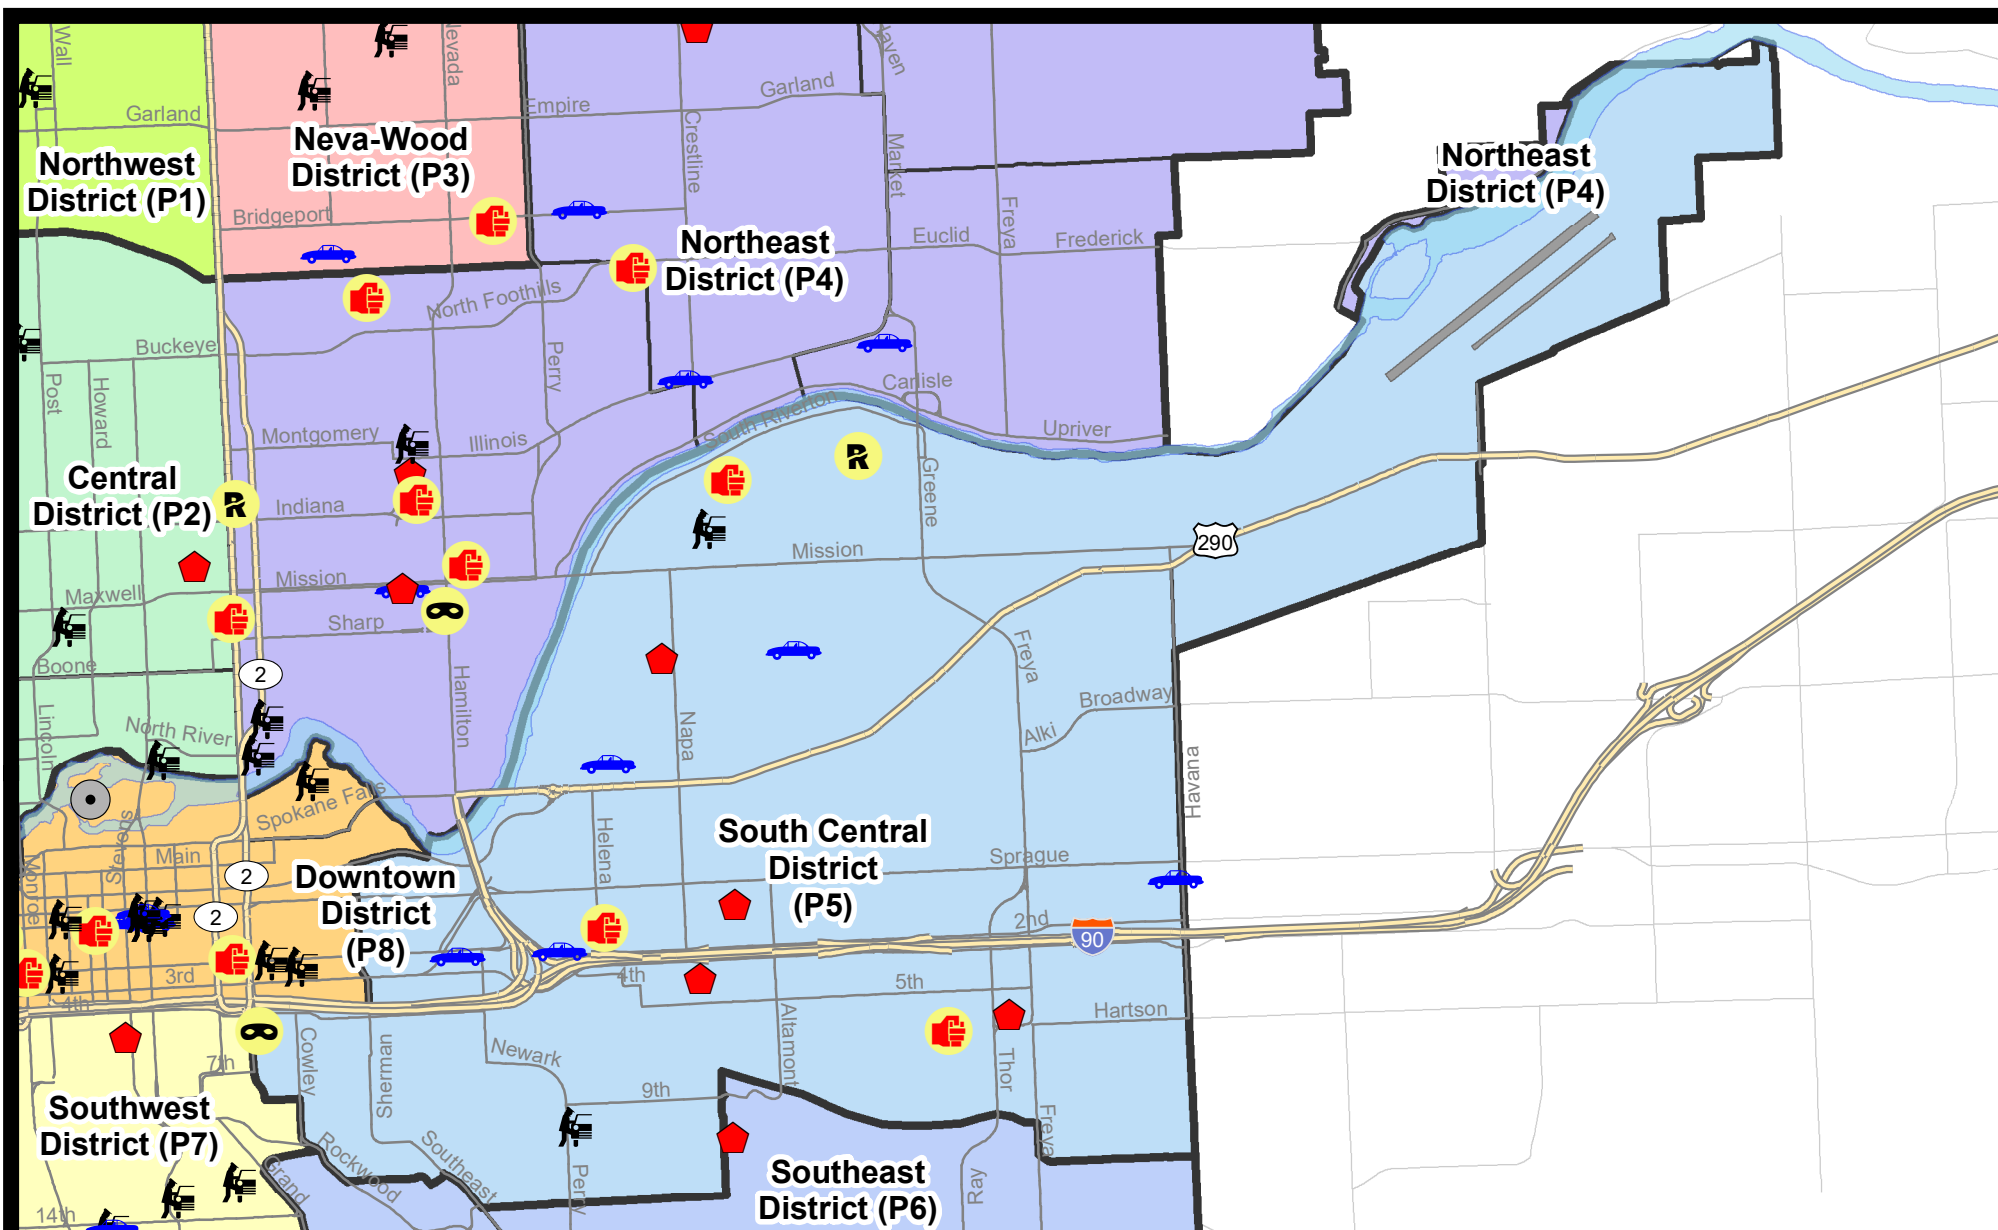 Wall
Nevada
Haven
Garland
Empire
Garland
Neva-Wood
District (P3)
Northwest
District (P1)
Crestline
Market
Northeast
District (P4)
Bridgeport
Freya
Euclid
Frederick
Northeast
District (P4)
North Foothills
Buckeye
Perry
Post
Howard
Carlisle
South Riverton
Montgomery
Illinois
Upriver
Central
District (P2)
R
R
Indiana
Greene
Mission
290
Mission
Maxwell
Sharp
Boone
2
Freya
Hamilton
Broadway
Lincoln
North River
Napa
Alki
Havana
Spokane Falls
Stevens
Main
Helena
South Central
District
(P5)
Sprague
Monroe
2
Downtown
District
(P8)
2
2nd
90
3rd
4th
5th
4th
Hartson
Altamont
Cowley
Sherman
Newark
Thor
7th
9th
Freya
Southwest
District (P7)
Rockwood
Southeast
Grand
Perry
Southeast
District (P6)
Ray
14th